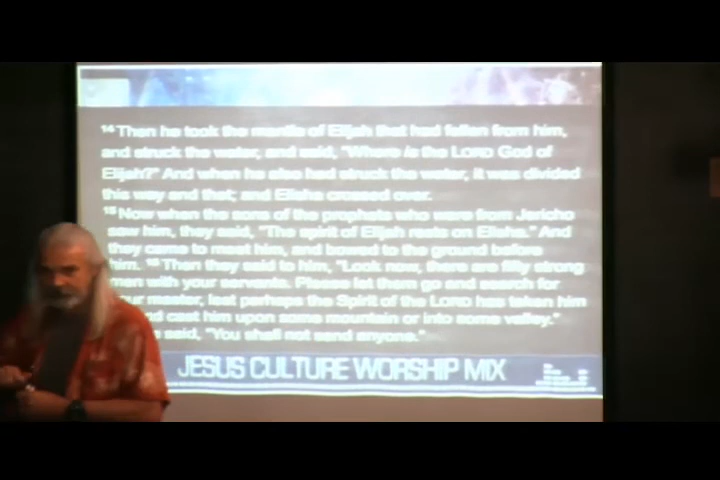 14 Then he took the mantle of Elijah that had fallen from him,
and struck the water, and said, "Where is the LORD God of
Elijah?" And when he also had struck the water, it was divided
this way and that; and Elisha crossed over.
15 Now when the sons of the prophets who were from Jericho
saw him, they said, "The spirit of Elijah rests on Elisha." And
they came to meet him, and bowed to the ground before
him. 16 Then they said to him, "Look now, there are fifty strong
men with your servants. Please let them go and search for
your master, lest perhaps the Spirit of the LORD has taken him
and cast him upon some mountain or into some valley."
said, "You shall not send anyone."
JESUS CULTURE WORSHIP MIX